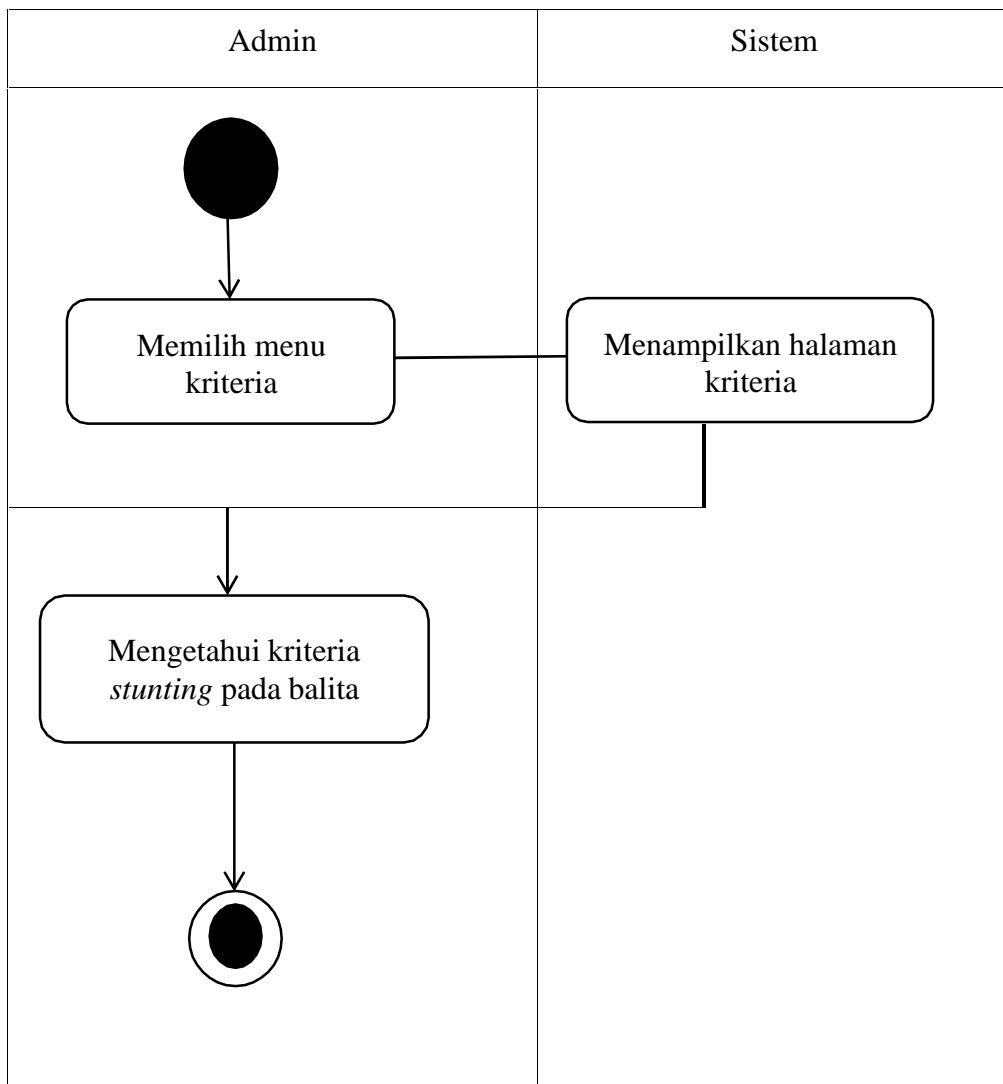 Admin
Sistem
Memilih menu
kriteria
Menampilkan halaman
kriteria
Mengetahui kriteria
stunting pada balita